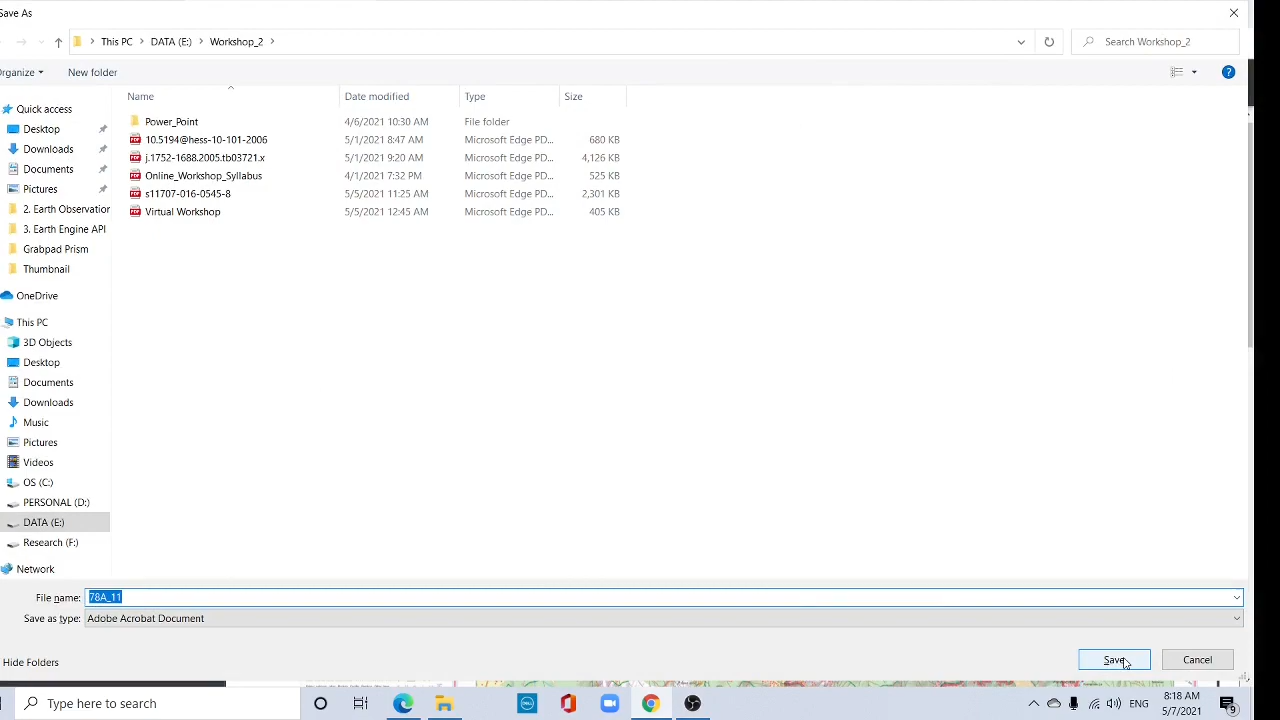 Save As
This PC > DATA (E:) > Workshop_2 >
Search Workshop_2
Organize
New folder
Name
Date modified
Type
Size
Power_Point 4/6/2021 10:30 AM File folder
10.5194@hess-10-101-2006 5/1/2021 8:47 AM Microsoft Edge PD... 680 KB
j.1752-1688.2005.tb03721.x 5/1/2021 9:20 AM Microsoft Edge PD... 4,126 KB
Online_Workshop_Syllabus 4/1/2021 7:32 PM Microsoft Edge PD... 525 KB
s11707-016-0545-8 5/5/2021 11:25 AM Microsoft Edge PD... 2,301 KB
Virtual Workshop 5/5/2021 12:45 AM Microsoft Edge PD... 405 KB
Quick access
Desktop
Downloads
Documents
Pictures
2. Earth Observation
3. Earth Engine API
Grabpad Prism
Thumbnail
OneDrive
This PC
3D Objects
Desktop
Documents
Downloads
Music
Pictures
Videos
OS (C:)
PERSONAL (D:)
DATA (E:)
Research (F:)
Network
File name: 78A_11
Save as type: Adobe Acrobat Document
Hide Folders
Save
Cancel
Type here to search
DELL
ENG
8:18 AM
5/7/2021
9